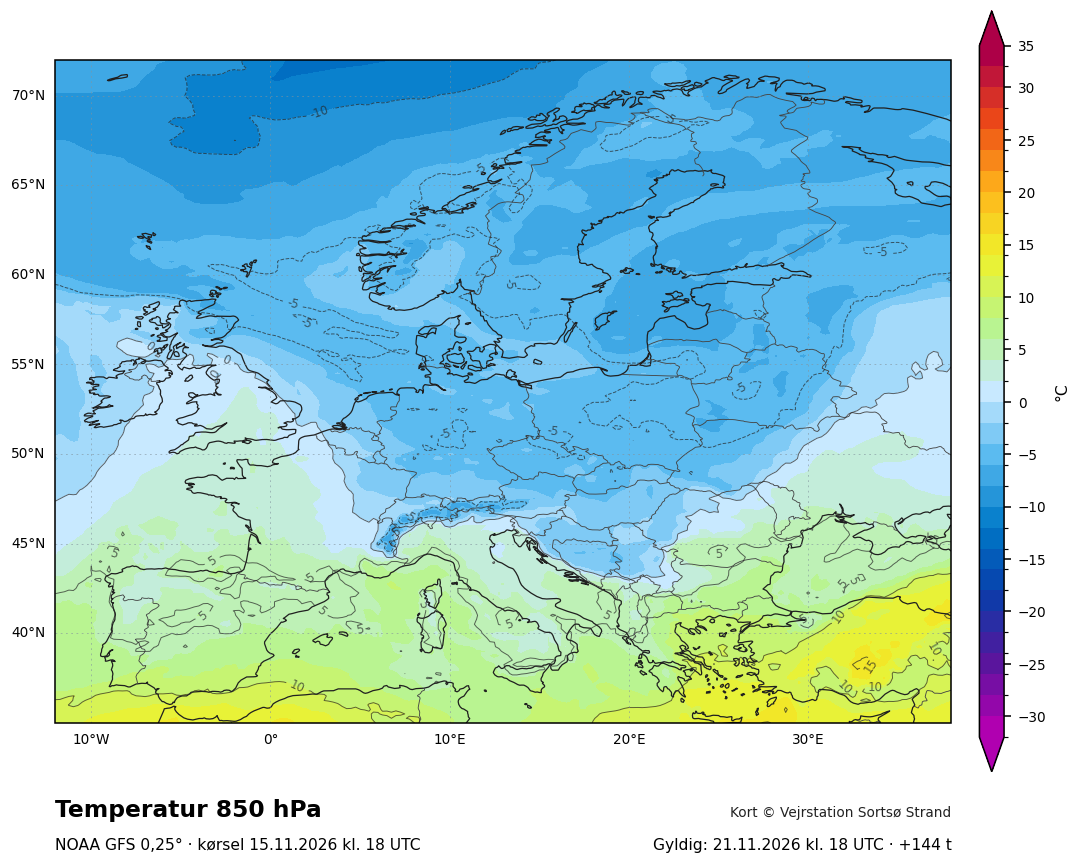 35
70°N
30
25
65°N
20
15
60°N
10
5
55°N
0
°C
−5
50°N
−10
−15
45°N
−20
40°N
−25
−30
10W 0° 10°E 20°E 30°E
Temperatur 850 hPa
Kort © Vejrstation Sortsø Strand
NOAA GFS 0,25° · kørsel 15.11.2026 kl. 18 UTC
Gyldig: 21.11.2026 kl. 18 UTC · +144 t